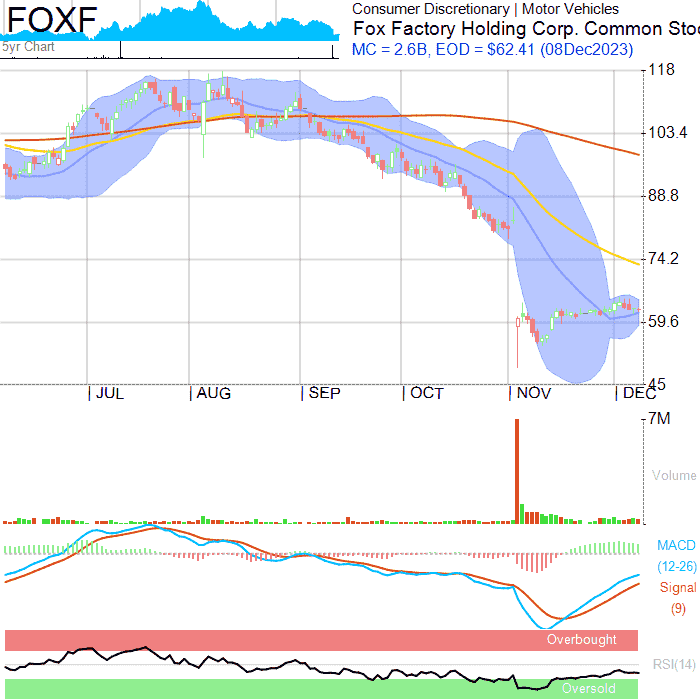 FOXF
5yr Chart
Consumer Discretionary | Motor Vehicles
Fox Factory Holding Corp. Common Stoc
MC = 2.6B, EOD = $62.41 (08Dec2023)
118
103.4
88.8
74.2
59.6
45
JUL
AUG
SEP
OCT
NOV
DEC
7M
Volume
MACD
(12-26)
Signal
(9)
Overbought
RSI(14)
Oversold